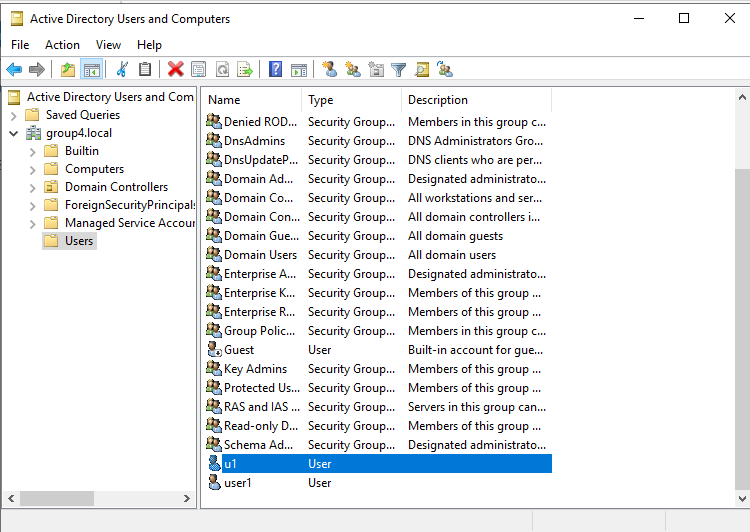 Active Directory Users and Computers
File Action View Help
Active Directory Users and Com
Saved Queries
group4.local
Builtin
Computers
Domain Controllers
ForeignSecurityPrincipals
Managed Service Accour
Users
Name Type Description
Denied ROD... Security Group... Members in this group c...
DnsAdmins Security Group... DNS Administrators Gro...
DnsUpdateP... Security Group... DNS clients who are per...
Domain Ad... Security Group... Designated administrato...
Domain Co... Security Group... All workstations and ser...
Domain Con... Security Group... All domain controllers i...
Domain Gue... Security Group... All domain guests
Domain Users Security Group... All domain users
Enterprise A... Security Group... Designated administrato...
Enterprise K... Security Group... Members of this group ...
Enterprise R... Security Group... Members of this group ...
Group Polic... Security Group... Members in this group c...
Guest User Built-in account for gue...
Key Admins Security Group... Members of this group ...
Protected Us... Security Group... Members of this group ...
RAS and IAS ... Security Group... Servers in this group can...
Read-only D... Security Group... Members of this group ...
Schema Ad... Security Group... Designated administrato...
u1 User
user1 User